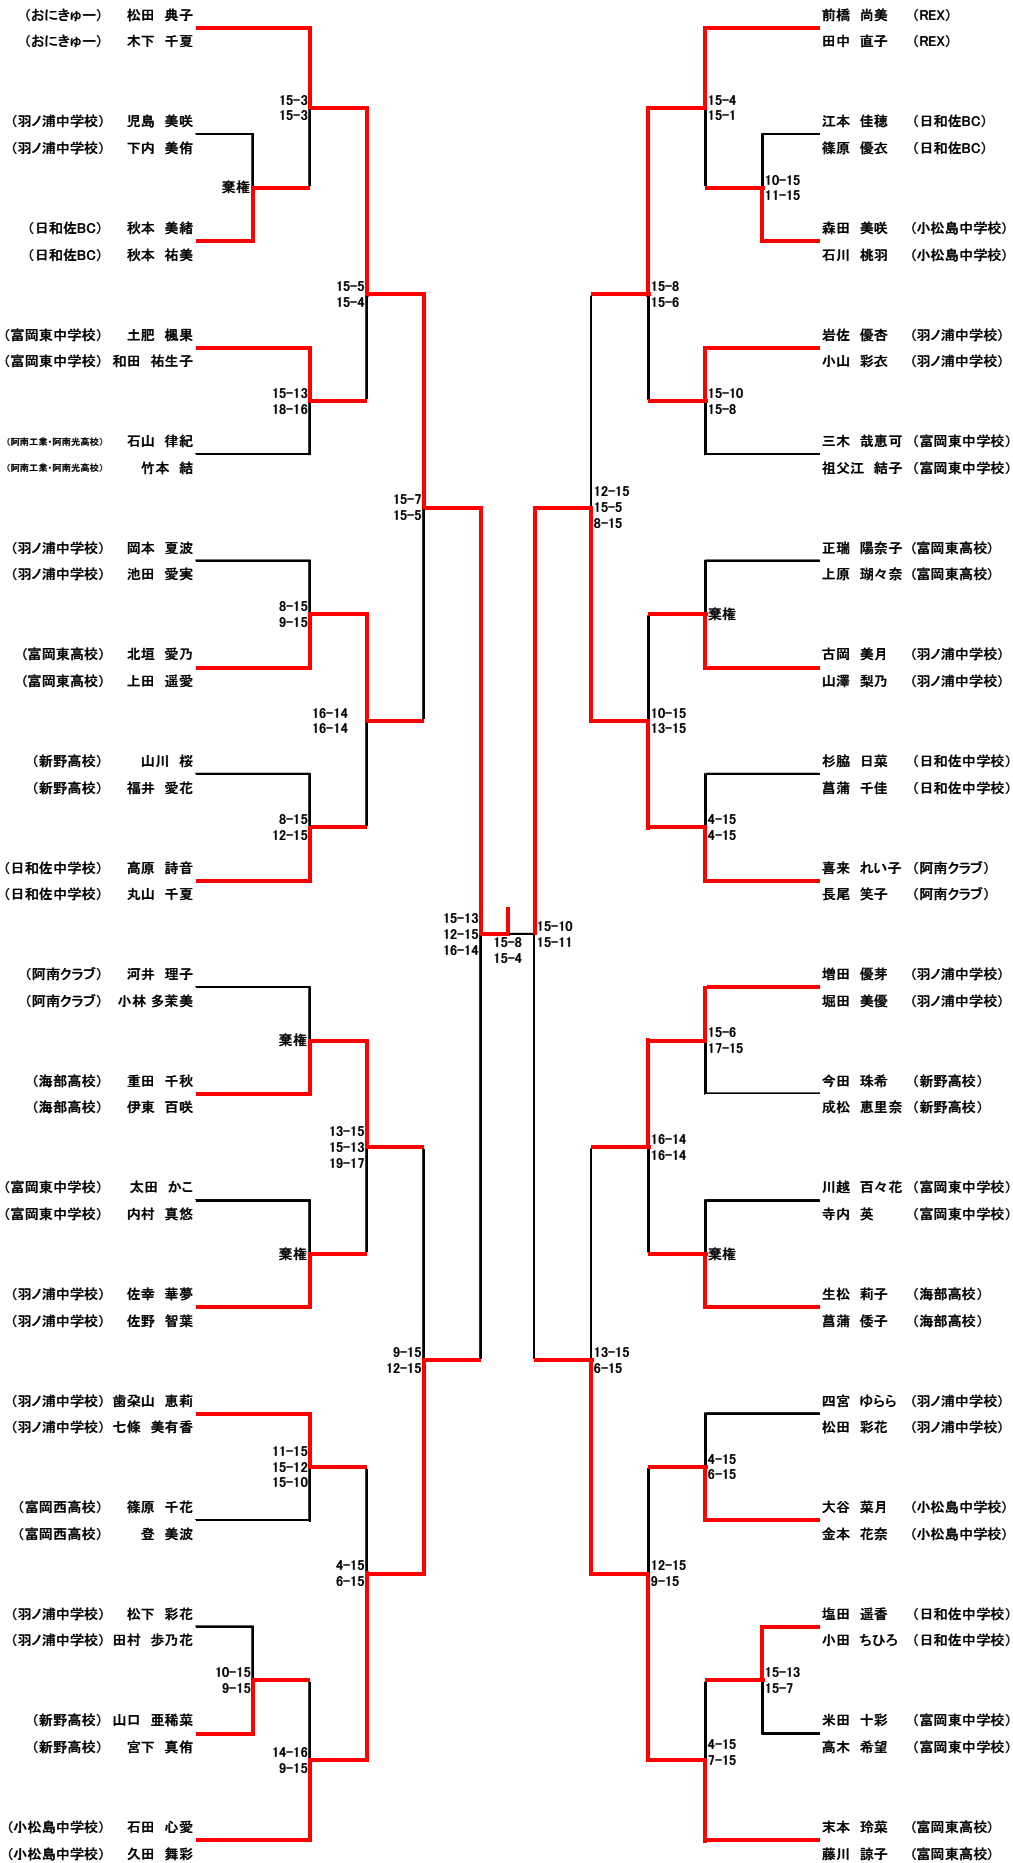 (おにきゅー) 松田 典子
(おにきゅー) 木下 千夏
15-3
15-3
(羽ノ浦中学校) 児島 美咲
(羽ノ浦中学校) 下内 美侑
棄権
(日和佐BC) 秋本 美緒
(日和佐BC) 秋本 祐美
15-5
15-4
(富岡東中学校) 土肥 楓果
(富岡東中学校) 和田 祐生子
15-13
18-16
(阿南工業・阿南光高校) 石山 律紀
(阿南工業・阿南光高校) 竹本 結
15-7
15-5
(羽ノ浦中学校) 岡本 夏波
(羽ノ浦中学校) 池田 愛実
8-15
9-15
(富岡東高校) 北垣 愛乃
(富岡東高校) 上田 遥愛
16-14
16-14
(新野高校) 山川 桜
(新野高校) 福井 愛花
8-15
12-15
(日和佐中学校) 高原 詩音
(日和佐中学校) 丸山 千夏
15-13
12-15
16-14
15-8
15-4
(阿南クラブ) 河井 理子
(阿南クラブ) 小林 多茉美
棄権
(海部高校) 重田 千秋
(海部高校) 伊東 百咲
13-15
15-13
19-17
(富岡東中学校) 太田 かこ
(富岡東中学校) 内村 真悠
棄権
(羽ノ浦中学校) 佐幸 華夢
(羽ノ浦中学校) 佐野 智葉
9-15
12-15
(羽ノ浦中学校) 歯朶山 恵莉
(羽ノ浦中学校) 七條 美有香
11-15
15-12
15-10
(富岡西高校) 篠原 千花
(富岡西高校) 登 美波
4-15
6-15
(羽ノ浦中学校) 松下 彩花
(羽ノ浦中学校) 田村 歩乃花
10-15
9-15
(新野高校) 山口 亜稀菜
(新野高校) 宮下 真侑
14-16
9-15
(小松島中学校) 石田 心愛
(小松島中学校) 久田 舞彩
前橋 尚美 (REX)
田中 直子 (REX)
15-4
15-1
江本 佳穂 (日和佐BC)
篠原 優衣 (日和佐BC)
10-15
11-15
森田 美咲 (小松島中学校)
石川 桃羽 (小松島中学校)
15-8
15-6
岩佐 優杏 (羽ノ浦中学校)
小山 彩衣 (羽ノ浦中学校)
15-10
15-8
三木 哉恵可 (富岡東中学校)
祖父江 結子 (富岡東中学校)
12-15
15-5
8-15
正瑞 陽奈子 (富岡東高校)
上原 瑚々奈 (富岡東高校)
棄権
古岡 美月 (羽ノ浦中学校)
山澤 梨乃 (羽ノ浦中学校)
10-15
13-15
杉脇 日菜 (日和佐中学校)
菖蒲 千佳 (日和佐中学校)
4-15
4-15
喜来 れい子 (阿南クラブ)
長尾 笑子 (阿南クラブ)
15-10
15-11
増田 優芽 (羽ノ浦中学校)
堀田 美優 (羽ノ浦中学校)
15-6
17-15
今田 珠希 (新野高校)
成松 恵里奈 (新野高校)
16-14
16-14
川越 百々花 (富岡東中学校)
寺内 英 (富岡東中学校)
棄権
生松 莉子 (海部高校)
菖蒲 倭子 (海部高校)
13-15
6-15
四宮 ゆらら (羽ノ浦中学校)
松田 彩花 (羽ノ浦中学校)
4-15
6-15
大谷 菜月 (小松島中学校)
金本 花奈 (小松島中学校)
12-15
9-15
塩田 遥香 (日和佐中学校)
小田 ちひろ (日和佐中学校)
15-13
15-7
米田 十彩 (富岡東中学校)
高木 希望 (富岡東中学校)
4-15
7-15
末本 玲菜 (富岡東高校)
藤川 諒子 (富岡東高校)